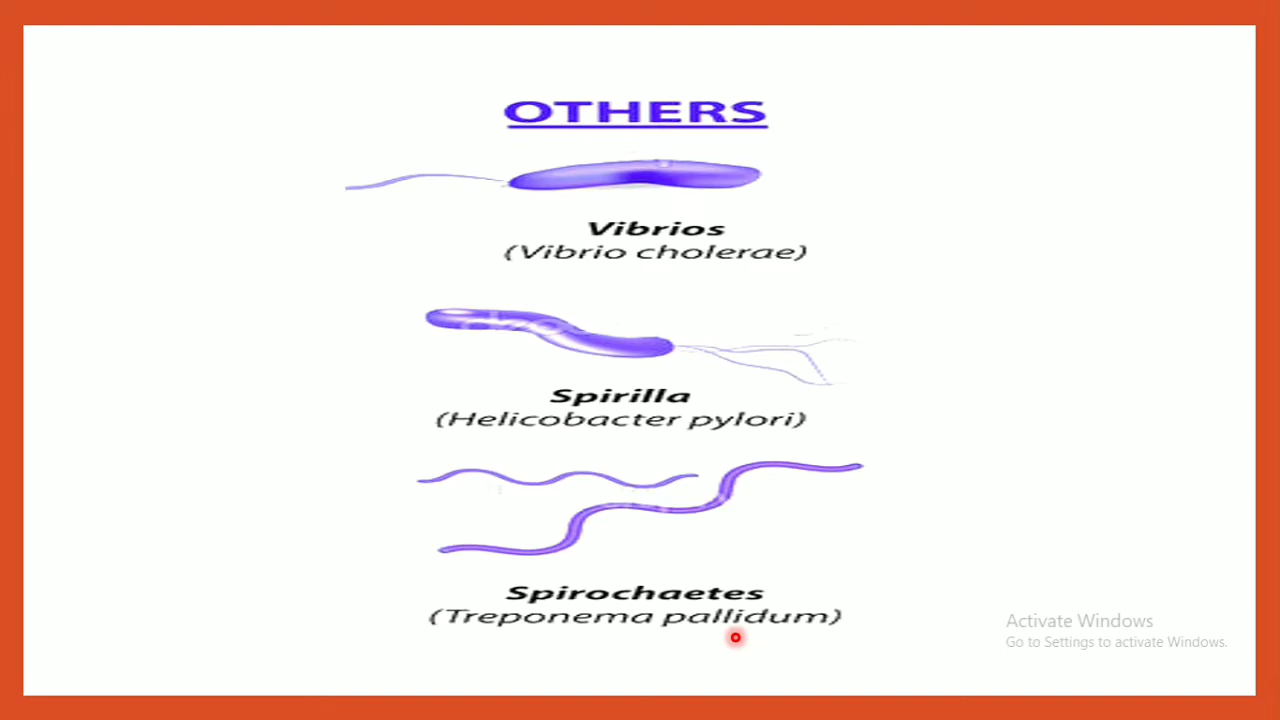 OTHERS
Vibrios
(Vibrio cholerae)
Spirilla
(Helicobacter pylori)
Spirochaetes
(Treponema pallidum)
Activate Windows
Go to Settings to activate Windows.